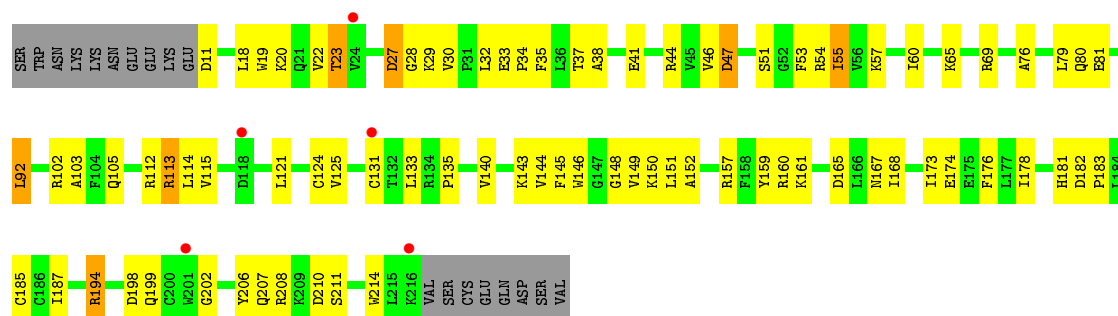 SER TRP ASN LYS LYS ASN GLU GLU LYS GLU D11 L18 W19 K20 Q21 V22 T23 V24 D27 G28 K29 V30 P31 L32 E33 P34 F35 L36 T37 A38 E41 R44 V45 V46 D47 S51 G52 F53 R54 I55 V56 K57 I60 K65 R69 A76 L79 Q80 E81
L92 R102 A103 F104 Q105 R112 R113 L114 V115 D118 L121 C124 V125 C131 T132 L133 R134 P135 V140 K143 V144 F145 W146 G147 G148 V149 K150 L151 A152 R157 F158 Y159 R160 K161 D165 L166 N167 I168 I173 E174 E175 F176 L177 I178 H181 D182 P183 L184
C185 C186 I187 R194 D198 Q199 C200 W201 G202 Y206 Q207 R208 K209 D210 S211 W214 L215 K216 VAL SER CYS GLU GLN ASP SER VAL